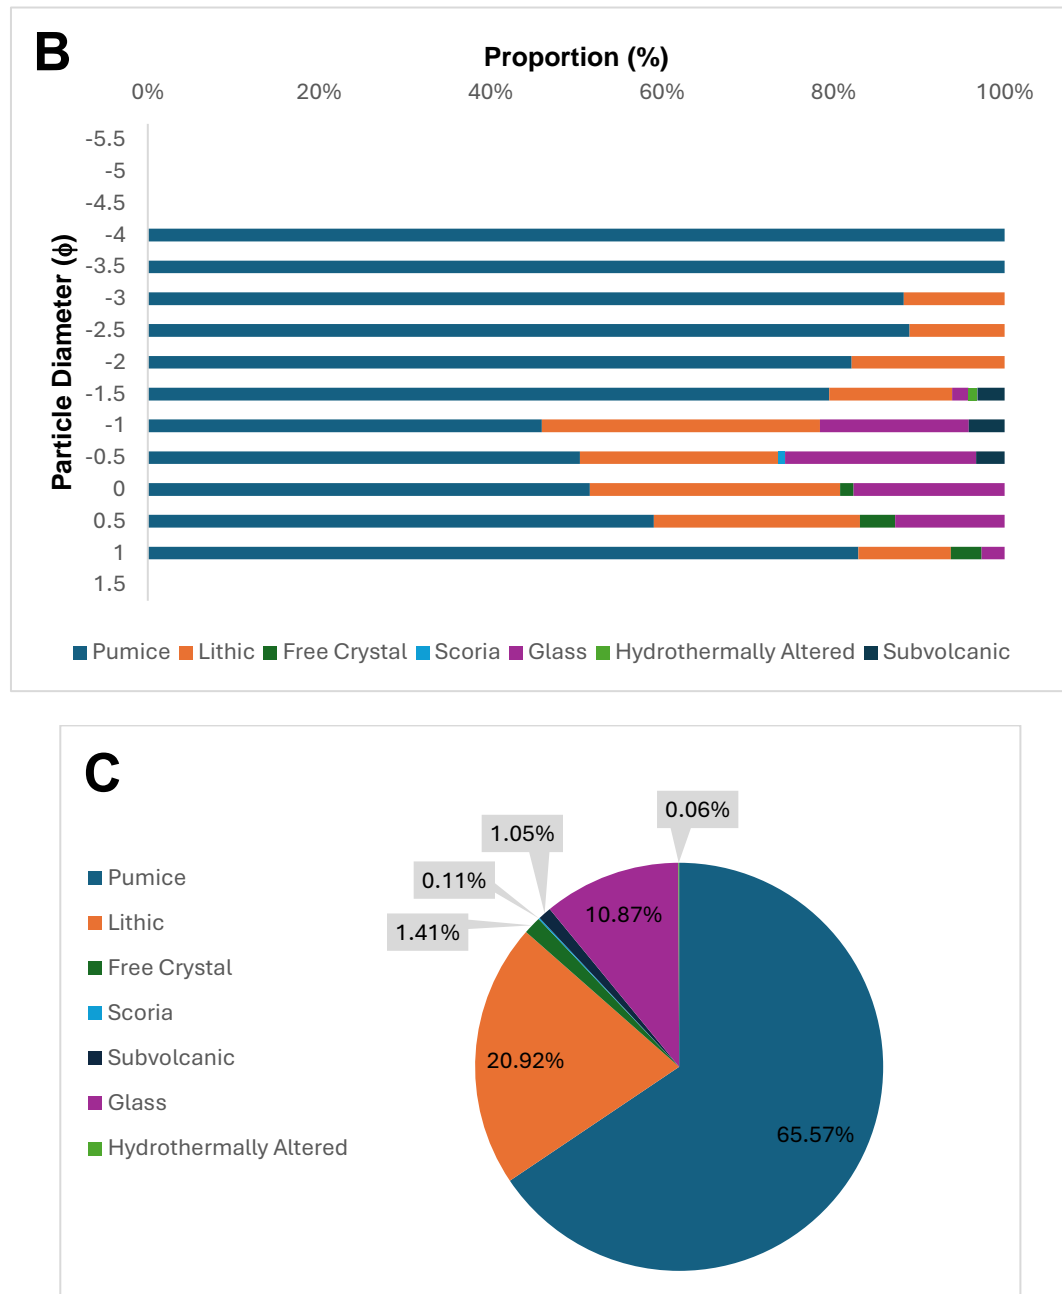 B
Proportion (%)
0% 20% 40% 60% 80% 100%
Particle Diameter (ϕ)
-5.5
-5
-4.5
-4
-3.5
-3
-2.5
-2
-1.5
-1
-0.5
0
0.5
1
1.5
Pumice Lithic Free Crystal Scoria Glass Hydrothermally Altered Subvolcanic
C
Pumice
Lithic
Free Crystal
Scoria
Subvolcanic
Glass
Hydrothermally Altered
0.06%
1.05%
0.11%
1.41%
10.87%
20.92%
65.57%